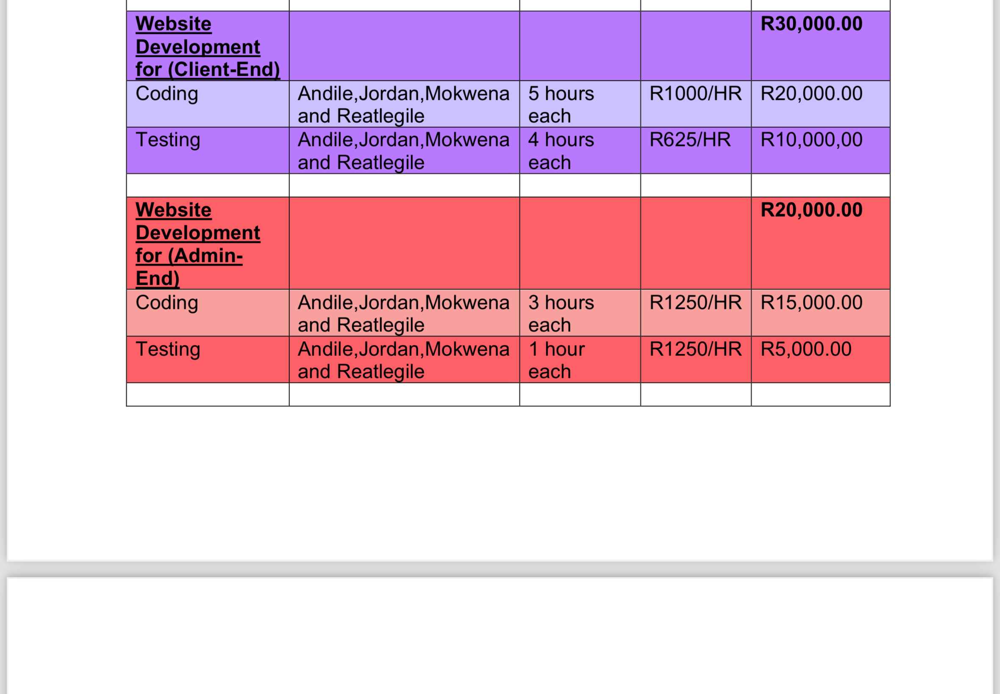 Website R30,000.00
Development
for (Client-End)
Coding Andile,Jordan,Mokwena 5 hours R1000/HR R20,000.00
and Reatlegile each
Testing Andile,Jordan,Mokwena 4 hours R625/HR R10,000,00
and Reatlegile each
Website R20,000.00
Development
for (Admin-
End)
Coding Andile,Jordan,Mokwena 3 hours R1250/HR R15,000.00
and Reatlegile each
Testing Andile,Jordan,Mokwena 1 hour R1250/HR R5,000.00
and Reatlegile each